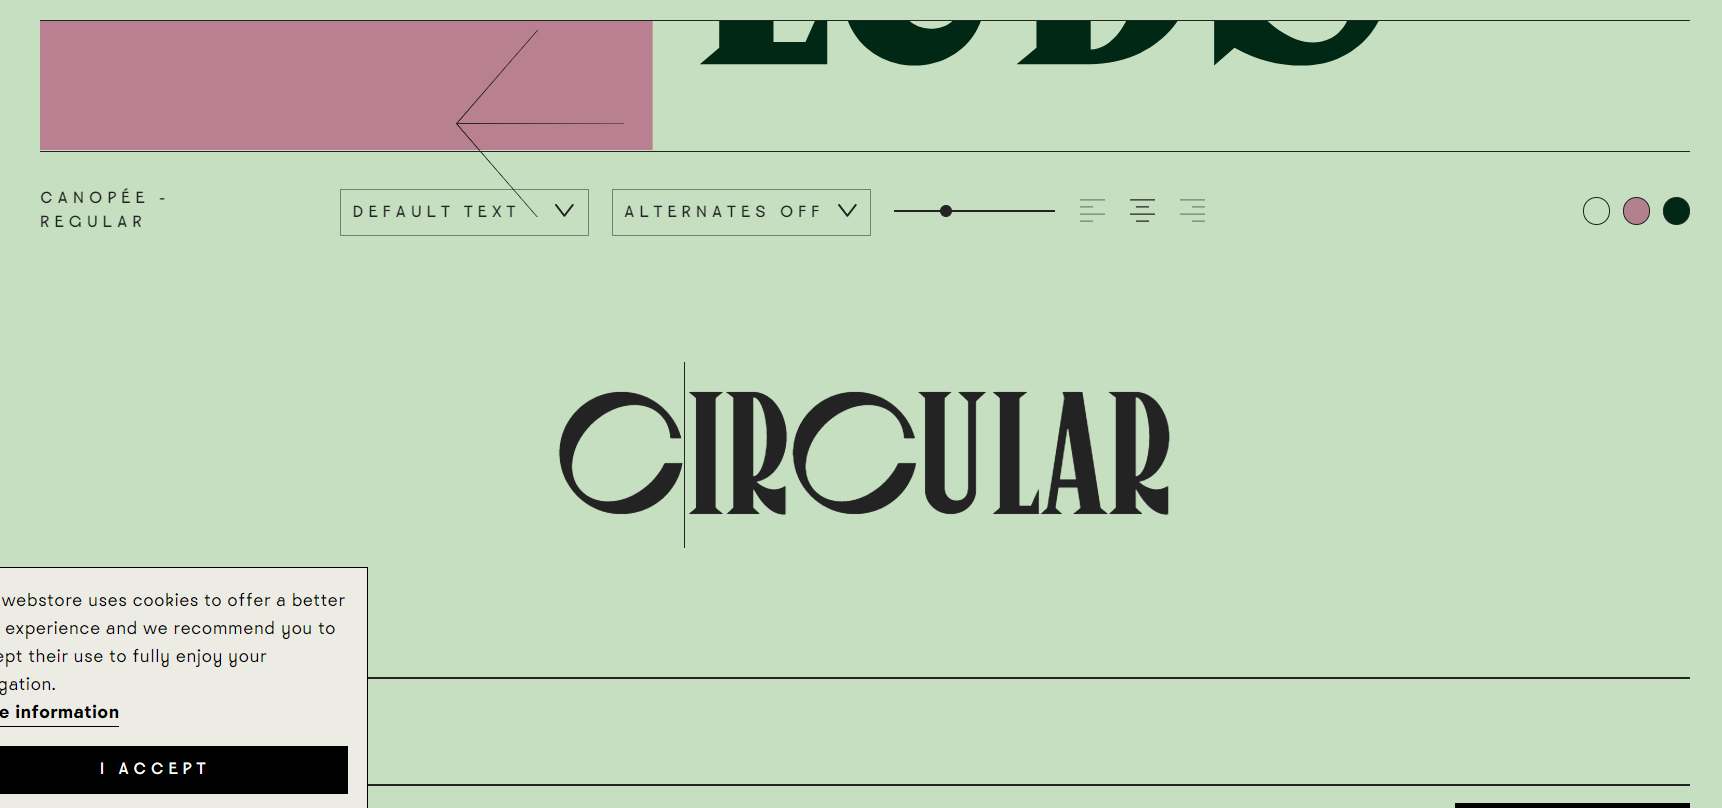 CANOPÉE -
REGULAR
DEFAULT TEXT
ALTERNATES OFF
CIRCULAR
webstore uses cookies to offer a better
experience and we recommend you to
ept their use to fully enjoy your
gation.
e information
I ACCEPT